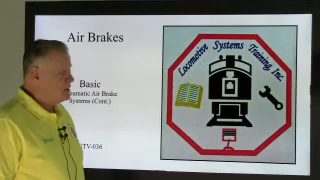 Air Brakes
Basic
Pneumatic Air Brake
Systems (Cont.)
TV-036
Locomotive Systems Training, Inc.